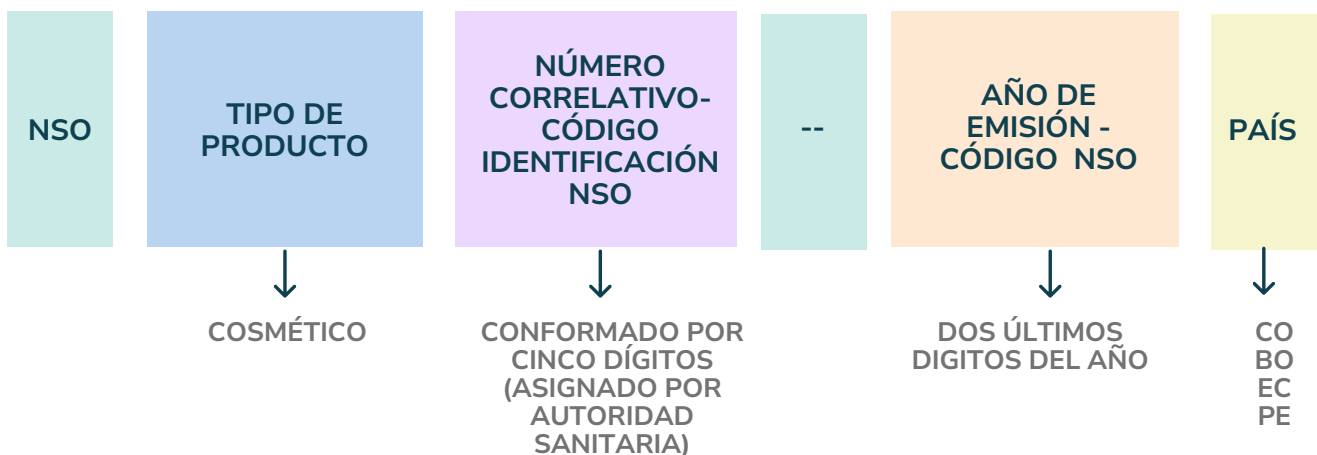 NSO
TIPO DE
PRODUCTO
NÚMERO
CORRELATIVO-
CÓDIGO
IDENTIFICACIÓN
NSO
--
AÑO DE
EMISIÓN -
CÓDIGO NSO
PAÍS
COSMÉTICO
CONFORMADO POR
CINCO DÍGITOS
(ASIGNADO POR
AUTORIDAD
SANITARIA)
DOS ÚLTIMOS
DIGITOS DEL AÑO
CO
BO
EC
PE